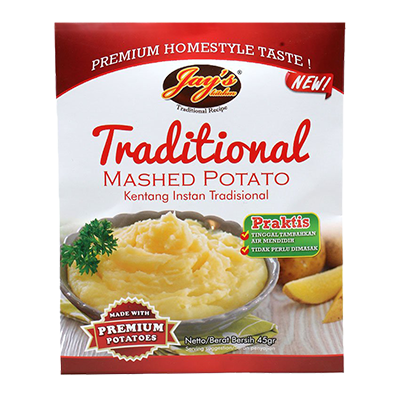 PREMIUM HOMESTYLE TASTE !
Jay's
kitchen
Traditional Recipe
NEW!
Traditional
MASHED POTATO
Kentang Instan Tradisional
Praktis
TINGGAL TAMBAHKAN
AIR MENDIDIH
TIDAK PERLU DIMASAK
MADE WITH
PREMIUM
POTATOES
Netto/Berat Bersih 45gr